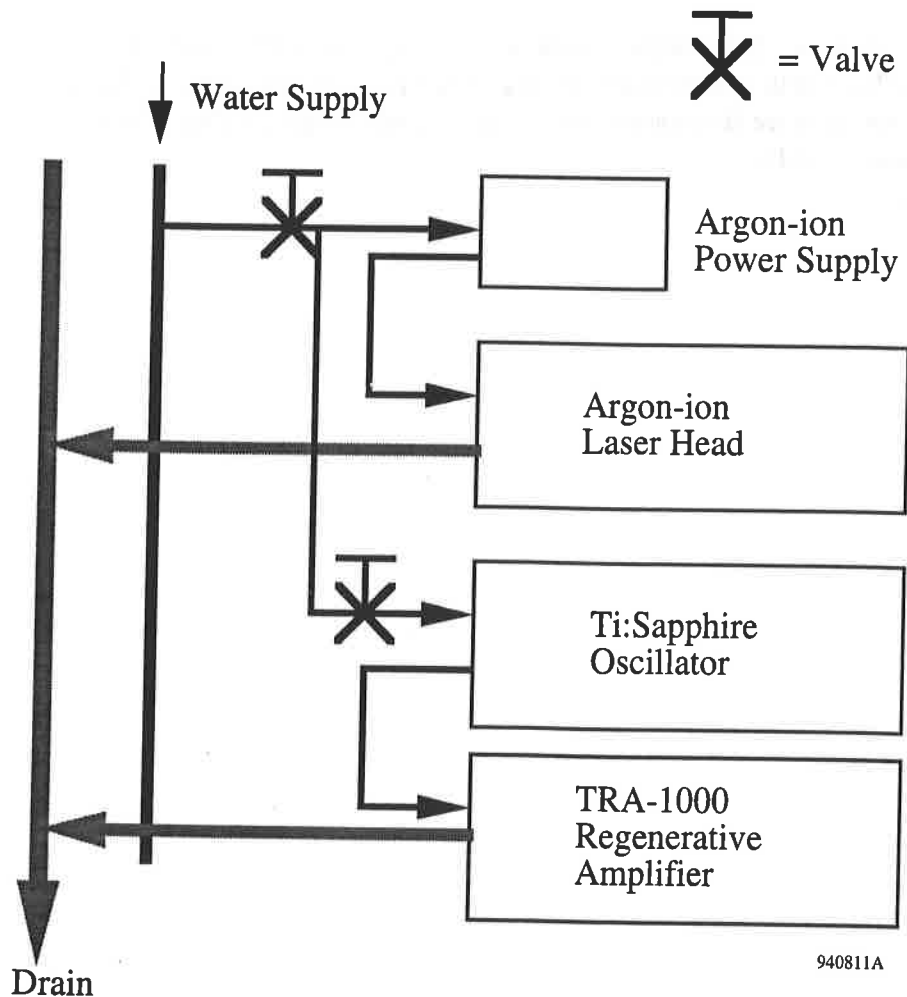 = Valve
Water Supply
Argon-ion
Power Supply
Argon-ion
Laser Head
Ti:Sapphire
Oscillator
TRA-1000
Regenerative
Amplifier
940811A
Drain